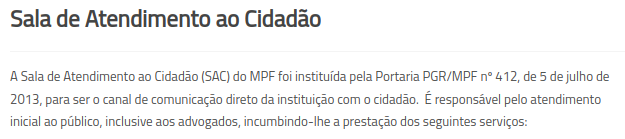 Sala de Atendimento ao Cidadão
A Sala de Atendimento ao Cidadão (SAC) do MPF foi instituída pela Portaria PGR/MPF nº 412, de 5 de julho de
2013, para ser o canal de comunicação direto da instituição com o cidadão. É responsável pelo atendimento
inicial ao público, inclusive aos advogados, incumbindo-lhe a prestação dos seguintes serviços: